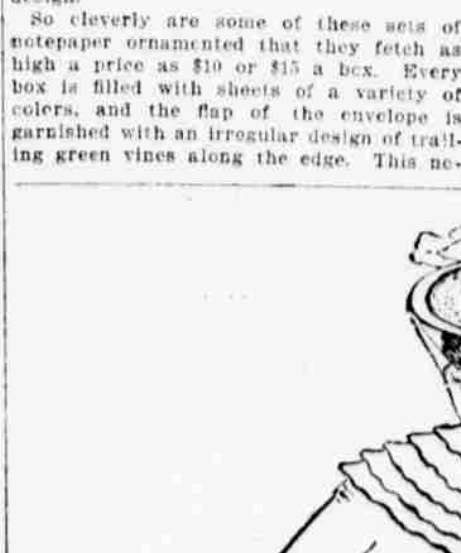 design.
So cleverly are some of these sets of
notepaper ornamented that they fetch as
high a price as $10 or $15 a box. Every
box is filled with sheets of a variety of
colors, and the flap of the envelope is
garnished with an irregular design of trail-
ing green vines along the edge. This ne-